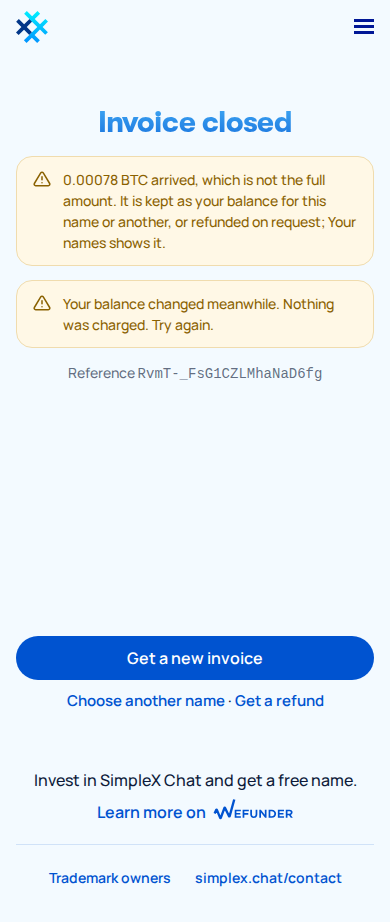 Invoice closed
0.00078 BTC arrived, which is not the full
amount. It is kept as your balance for this
name or another, or refunded on request; Your
names shows it.
Your balance changed meanwhile. Nothing
was charged. Try again.
Reference RvmT-_FsG1CZLMhaNaD6fg
Get a new invoice
Choose another name · Get a refund
Invest in SimpleX Chat and get a free name.
Learn more on WEFUNDER
Trademark owners simplex.chat/contact